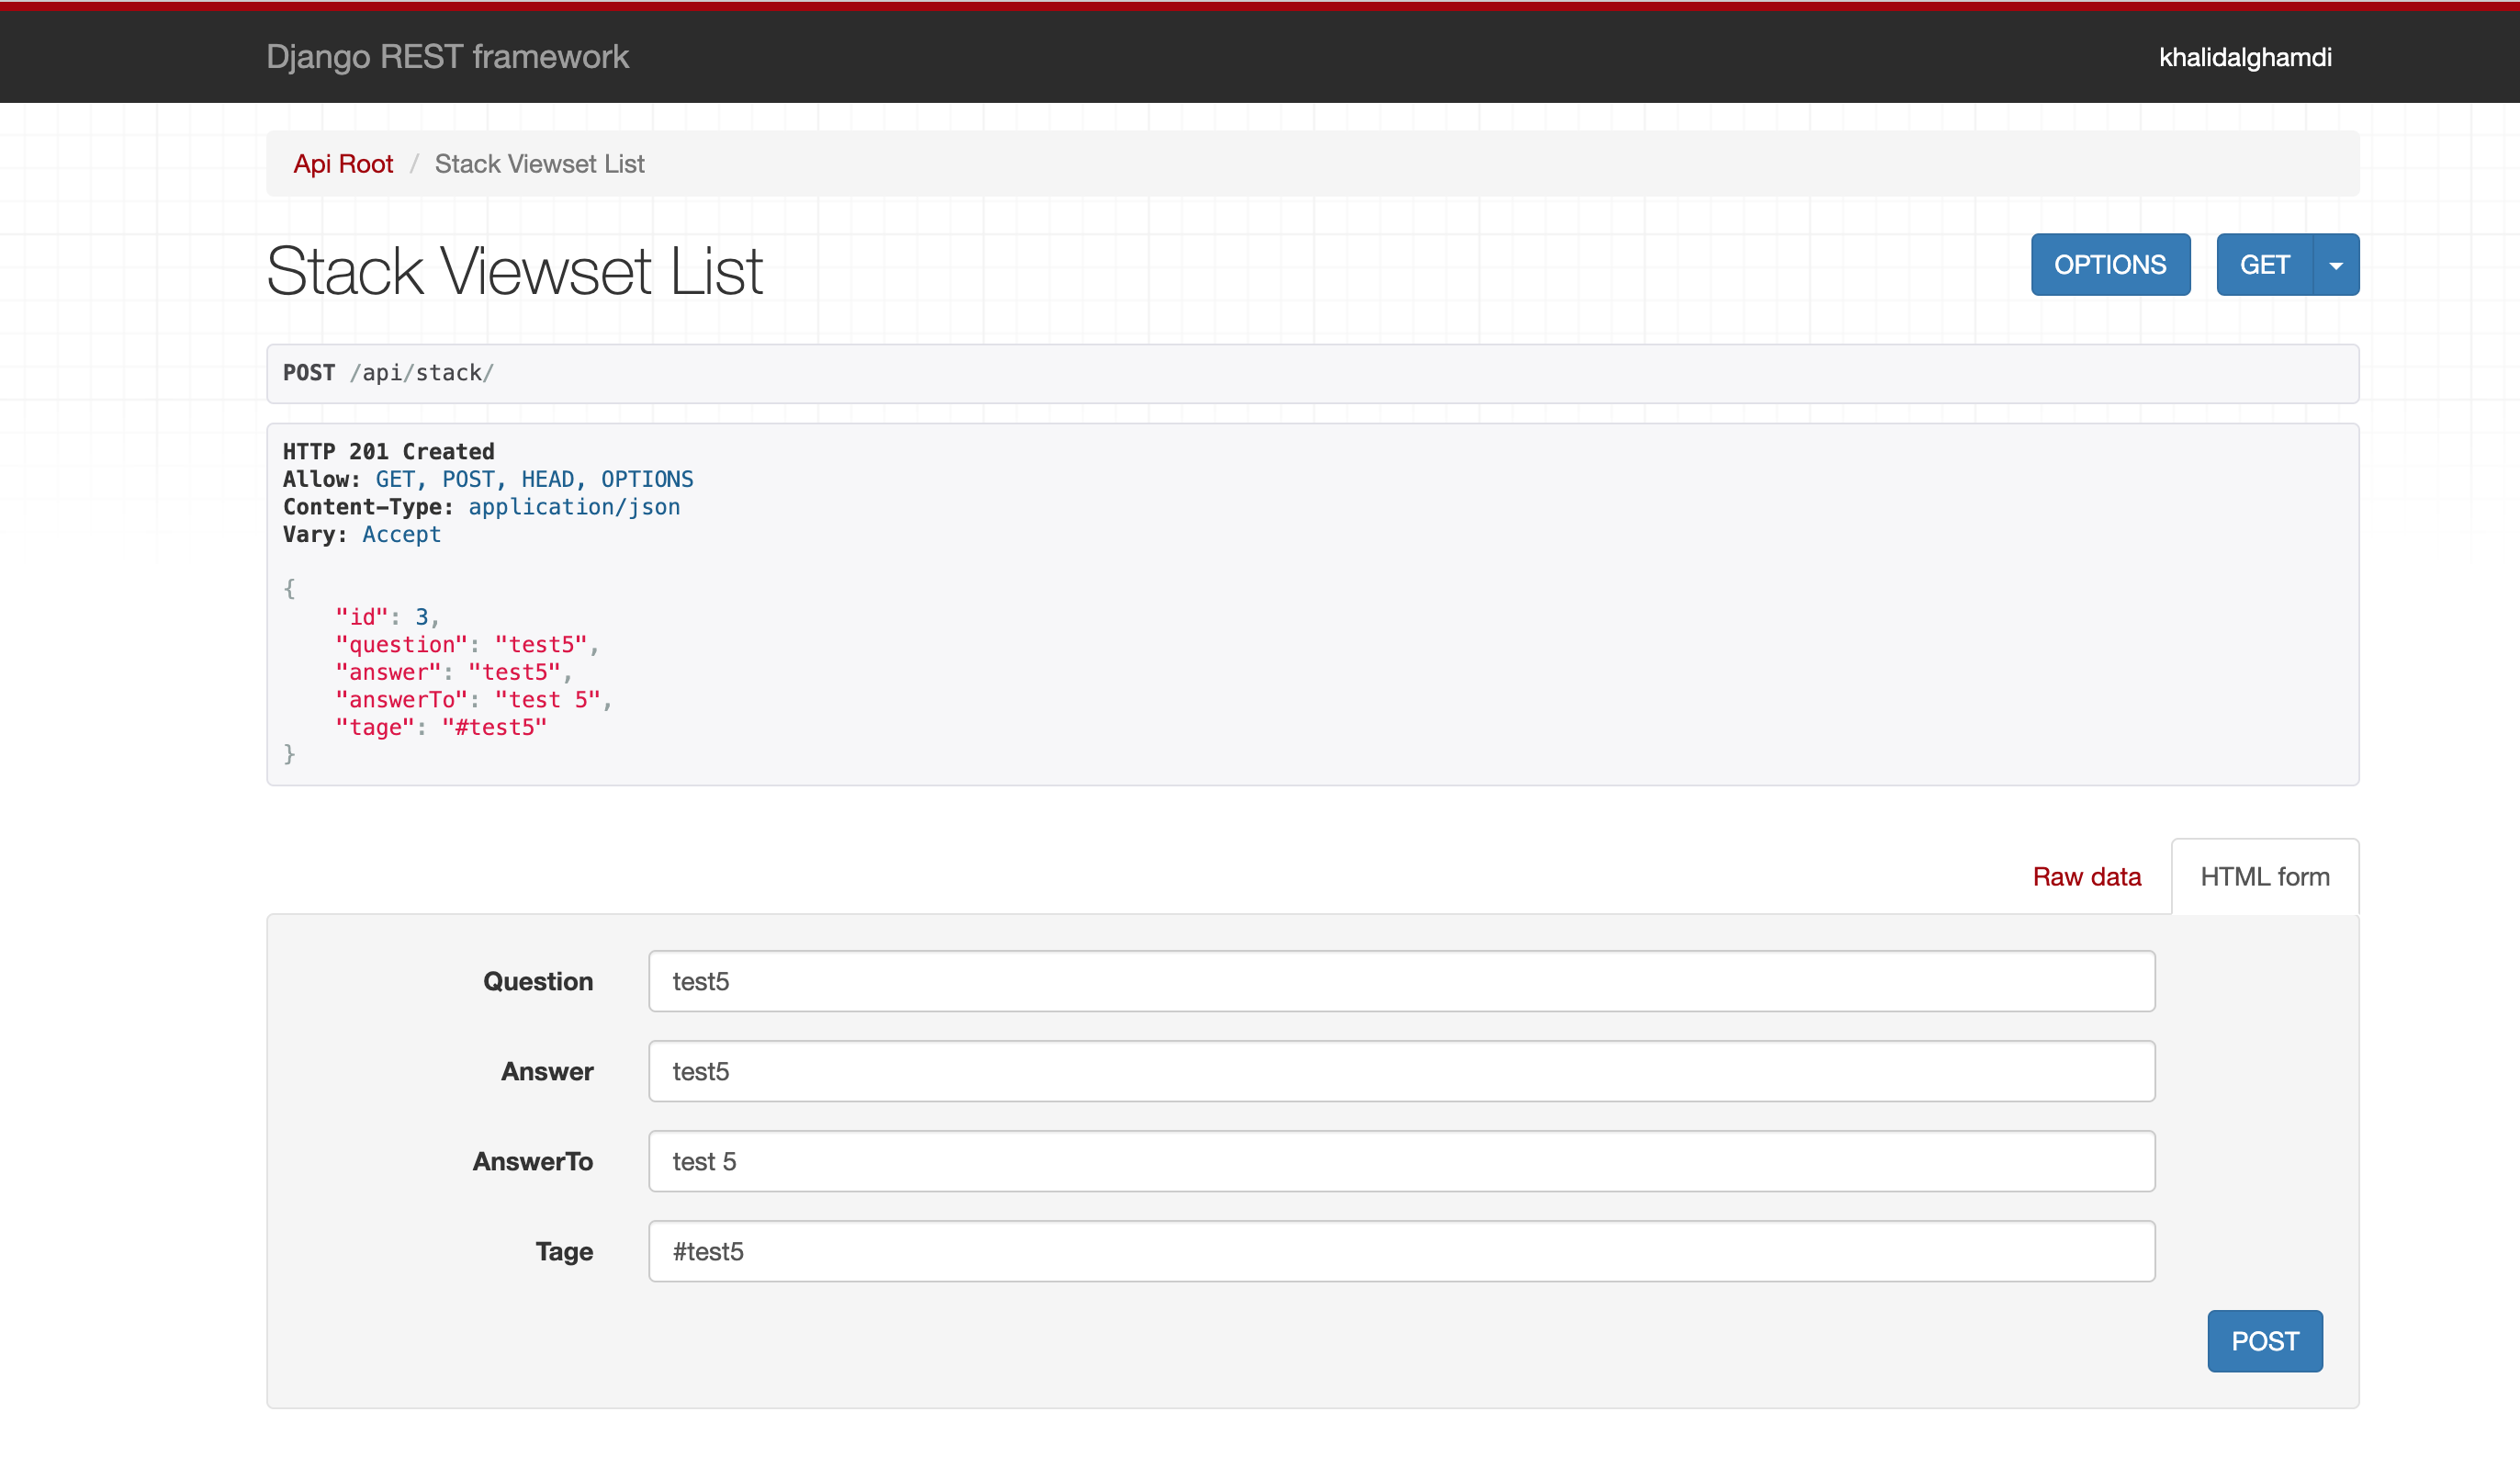 Django REST framework
khalidalghamdi
Api Root / Stack Viewset List
Stack Viewset List
OPTIONS
GET
POST /api/stack/
HTTP 201 Created
Allow: GET, POST, HEAD, OPTIONS
Content-Type: application/json
Vary: Accept
{
    "id": 3,
    "question": "test5",
    "answer": "test5",
    "answerTo": "test 5",
    "tage": "#test5"
}
Raw data
HTML form
Question test5
Answer test5
AnswerTo test 5
Tage #test5
POST